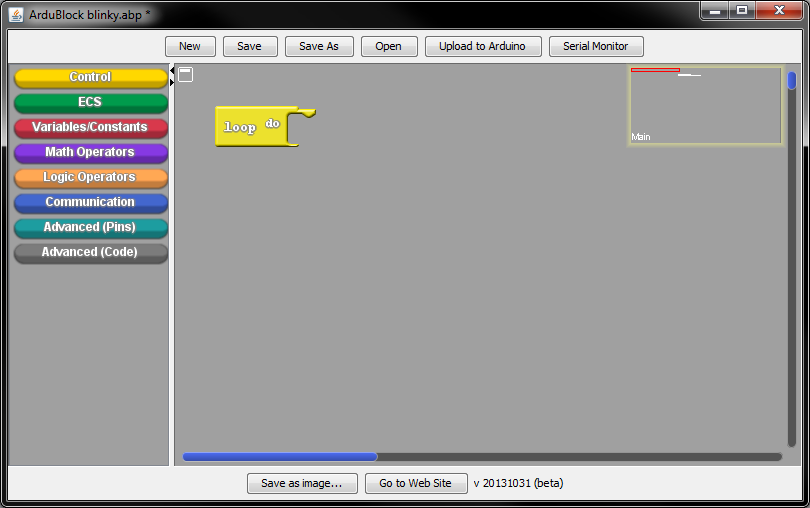 ArduBlock blinky.abp *
New Save Save As Open Upload to Arduino Serial Monitor
Control
ECS
Variables/Constants
Math Operators
Logic Operators
Communication
Advanced (Pins)
Advanced (Code)
loop do
Main
Save as image... Go to Web Site v 20131031 (beta)